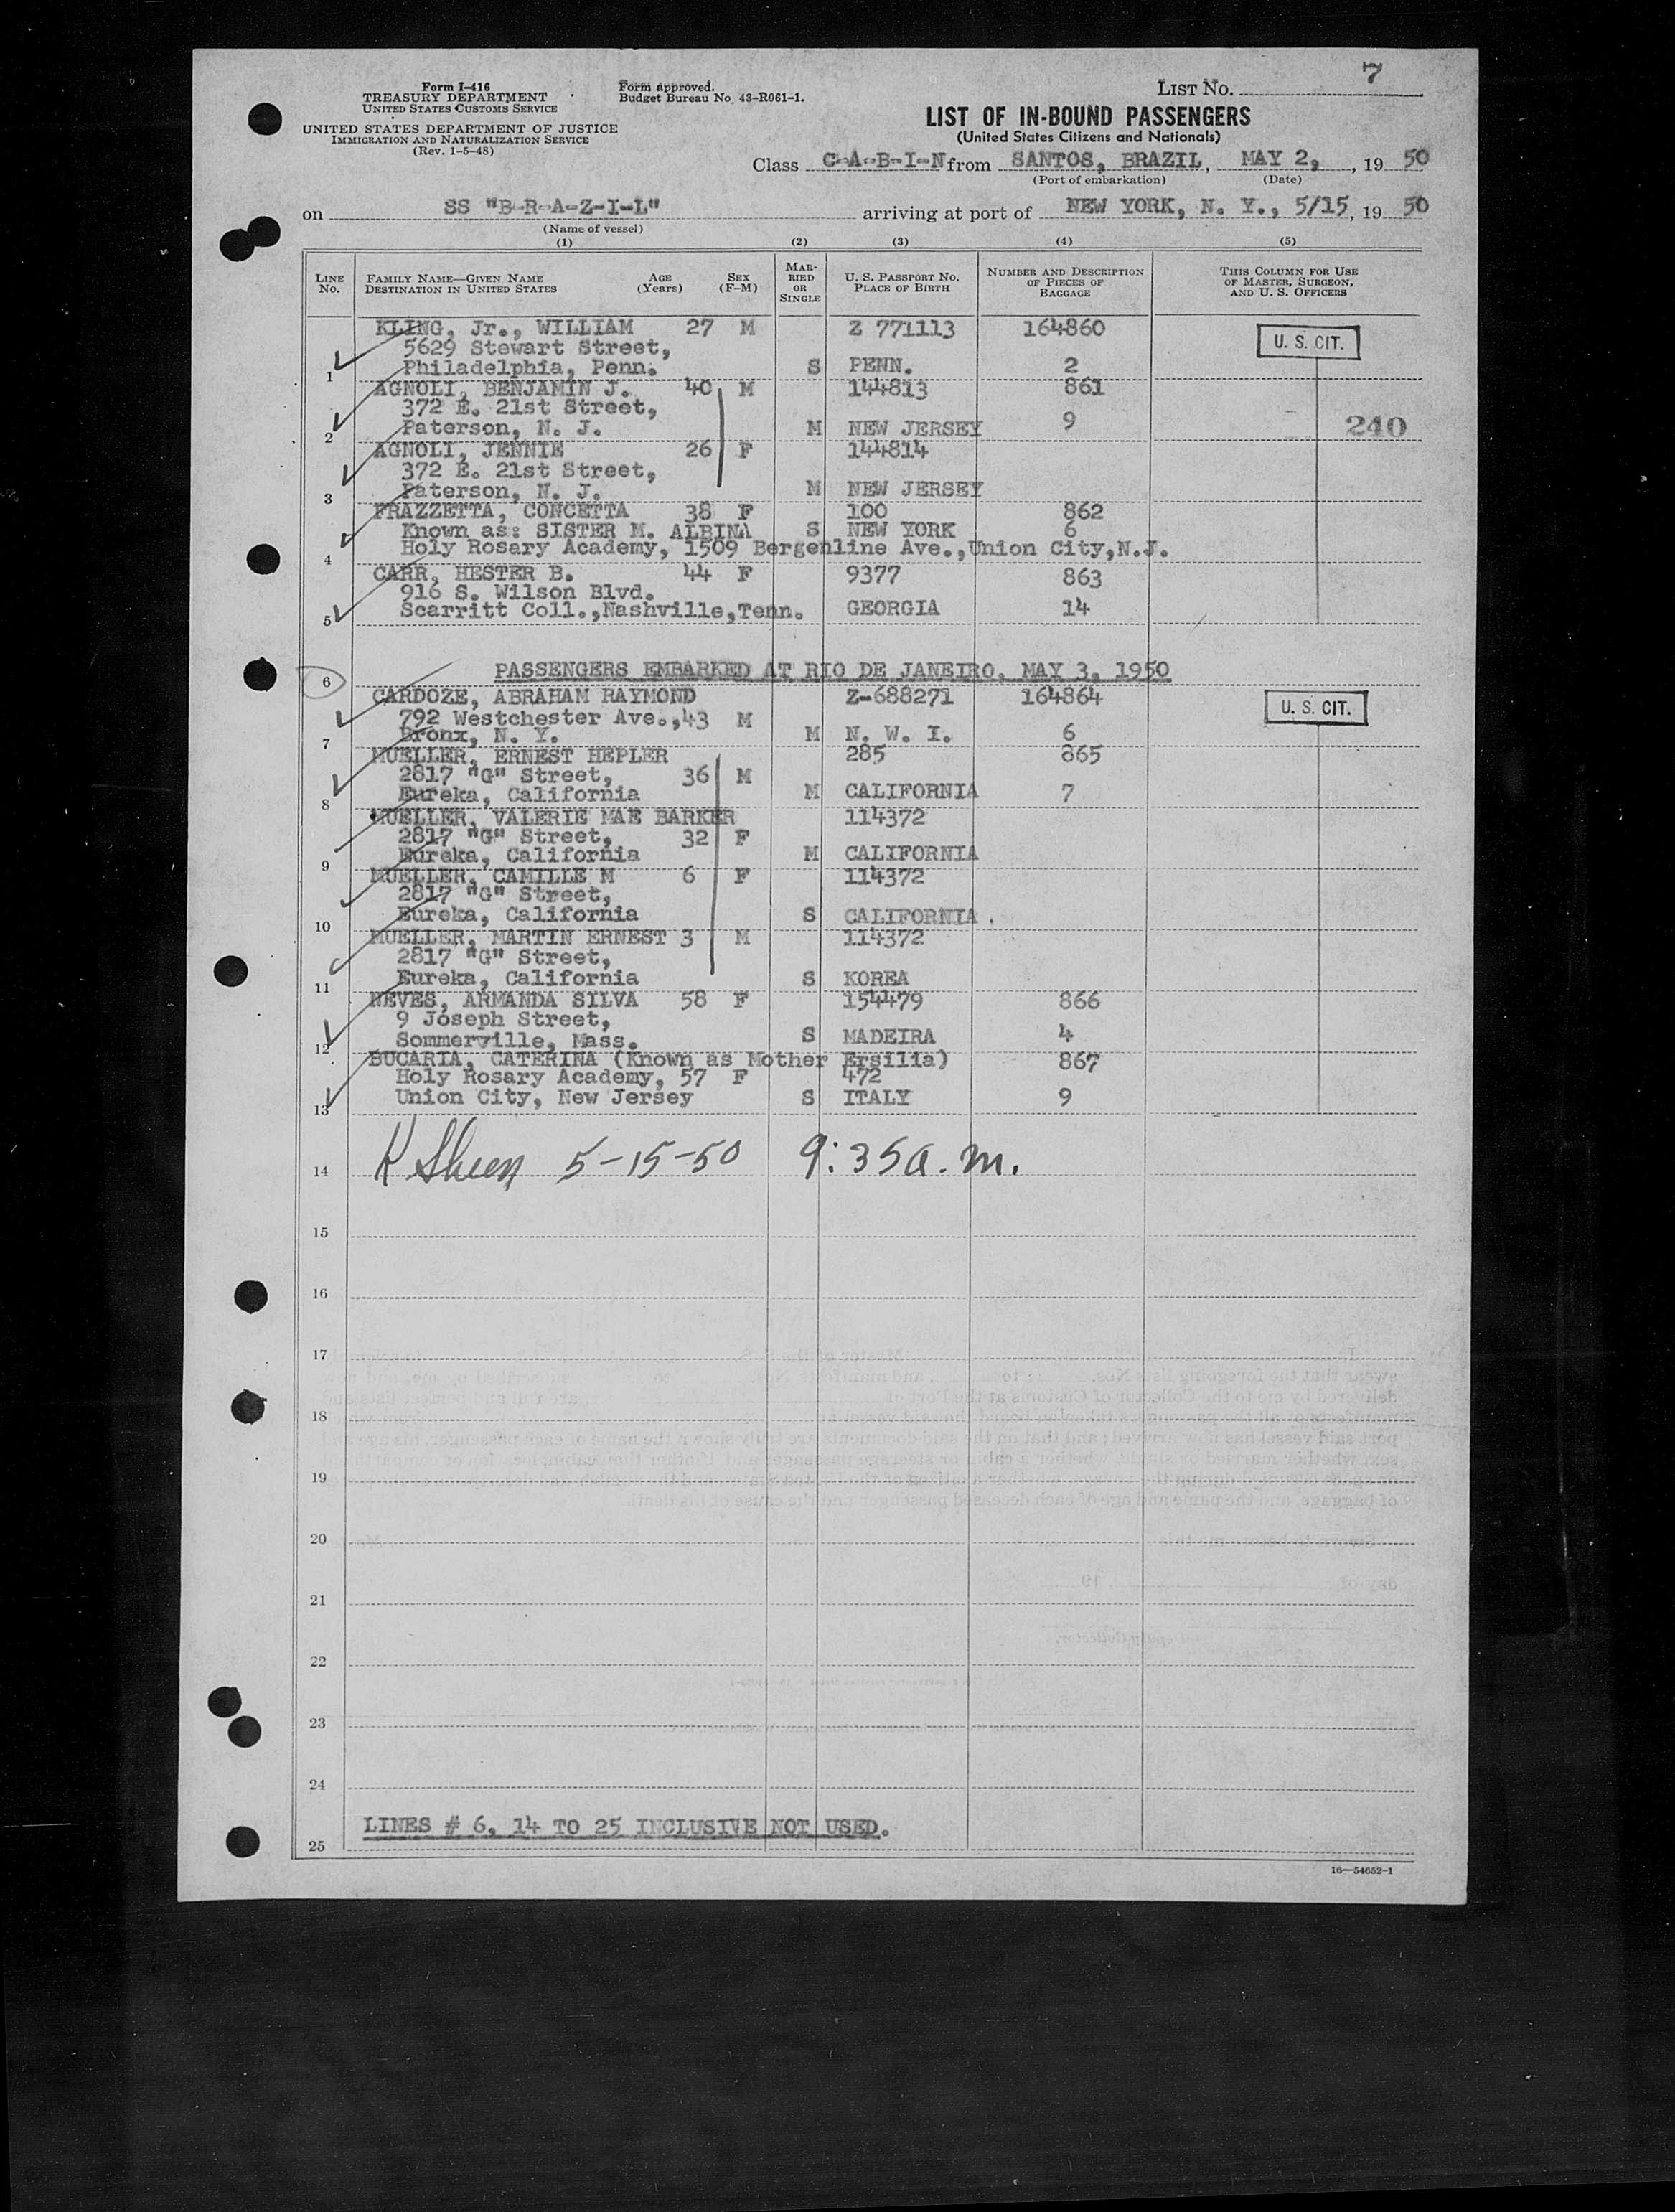 Form I-416
TREASURY DEPARTMENT
UNITED STATES CUSTOMS SERVICE
UNITED STATES DEPARTMENT OF JUSTICE
IMMIGRATION AND NATURALIZATION SERVICE
(Rev. 1-5-48)
Form approved.
Budget Bureau No. 43-R061-1.
LIST NO. 7
LIST OF IN-BOUND PASSENGERS
(United States Citizens and Nationals)
Class C-A-B-I-N from SANTOS, BRAZIL, MAY 2, , 19 50
(Port of embarkation) (Date)
on SS "B-R-A-Z-I-L" arriving at port of NEW YORK, N. Y., 5/15, 19 50
(Name of vessel)
(1) (2) (3) (4) (5)
LINE NO. FAMILY NAME—GIVEN NAME DESTINATION IN UNITED STATES AGE (Years) SEX (F-M) MARRIED OR SINGLE U. S. PASSPORT NO. PLACE OF BIRTH NUMBER AND DESCRIPTION OF PIECES OF BAGGAGE THIS COLUMN FOR USE OF MASTER, SURGEON, AND U. S. OFFICERS
KLING, Jr., WILLIAM 27 M Z 771113 164860 U. S. CIT.
5629 Stewart Street,
1 Philadelphia, Penn. S PENN. 2
AGNOLI, BENJAMIN J. 40 M 144813 861
372 E. 21st Street,
2 Paterson, N. J. M NEW JERSEY 9 240
AGNOLI, JENNIE 26 F 144814
372 E. 21st Street,
3 Paterson, N. J. M NEW JERSEY
FRAZZETTA, CONCETTA 38 F 100 862
Known as: SISTER M. ALBINA S NEW YORK 6
4 Holy Rosary Academy, 1509 Bergenline Ave.,Union City,N.J.
CARR, HESTER B. 44 F 9377 863
916 S. Wilson Blvd.
5 Scarritt Coll.,Nashville,Tenn. GEORGIA 14
6 PASSENGERS EMBARKED AT RIO DE JANEIRO, MAY 3, 1950
CARDOZE, ABRAHAM RAYMOND Z-688271 164864 U. S. CIT.
792 Westchester Ave.,43 M
7 Bronx, N. Y. M N. W. I. 6
MUELLER, ERNEST HEPLER 285 865
2817 "G" Street, 36 M
8 Eureka, California M CALIFORNIA 7
MUELLER, VALERIE MAE BARKER 114372
2817 "G" Street, 32 F
9 Eureka, California M CALIFORNIA
MUELLER, CAMILLE M 6 F 114372
2817 "G" Street,
10 Eureka, California S CALIFORNIA .
MUELLER, MARTIN ERNEST 3 M 114372
2817 "G" Street,
11 Eureka, California S KOREA
NEVES, ARMANDA SILVA 58 F 154479 866
9 Joseph Street,
12 Sommerville, Mass. S MADEIRA 4
BUCARIA, CATERINA (Known as Mother Ersilia) 867
Holy Rosary Academy, 57 F 472
13 Union City, New Jersey S ITALY 9
14 K Sheen 5-15-50 9:35 a.m.
15
16
17
18
19
20
21
22
23
24
LINES # 6, 14 TO 25 INCLUSIVE NOT USED.
25
16—54652-1